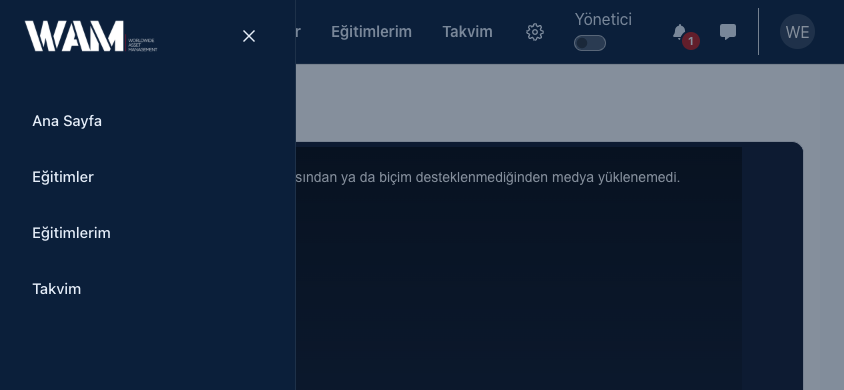 WAM WORLDWIDE
ASSET
MANAGEMENT
Ana Sayfa
Eğitimler
Eğitimlerim
Takvim
r Eğitimlerim Takvim Yönetici 1 WE
sından ya da biçim desteklenmediğinden medya yüklenemedi.